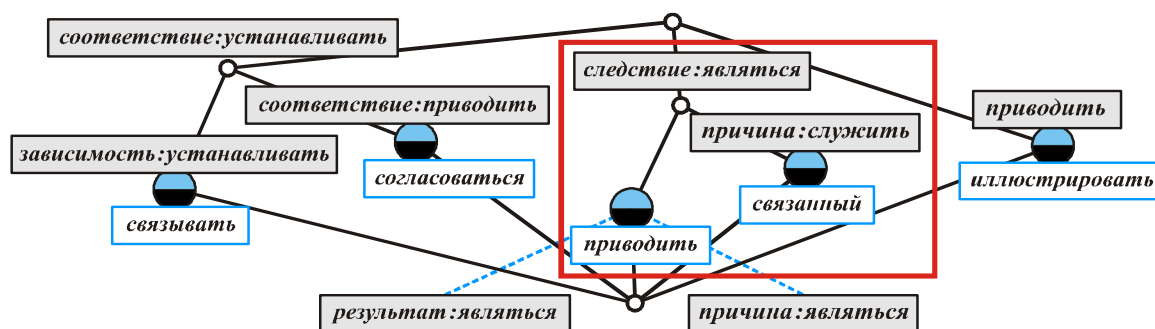 соответствие:устанавливать
следствие:являться
соответствие:приводить
приводить
причина:служить
зависимость:устанавливать
согласоваться
иллюстрировать
связанный
связывать
приводить
результат:являться
причина:являться